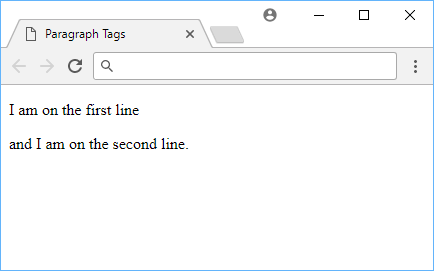 Paragraph Tags
I am on the first line
and I am on the second line.